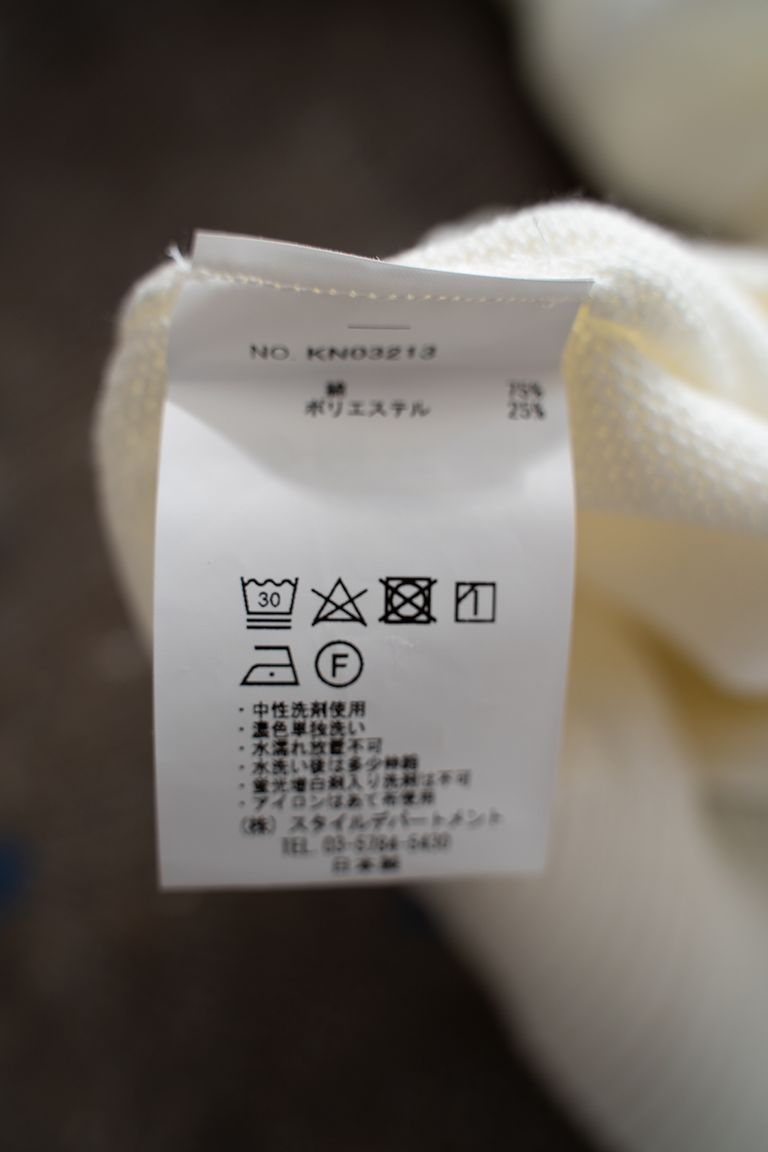 NO. KN03213
綿 75%
ポリエステル 25%
30
F
・中性洗剤使用
・濃色単独洗い
・水濡れ放置不可
・水洗い後は多少伸縮
・蛍光増白剤入り洗剤は不可
・アイロンはあて布使用
(株) スタイルデパートメント
TEL 03-5784-5430
日本製